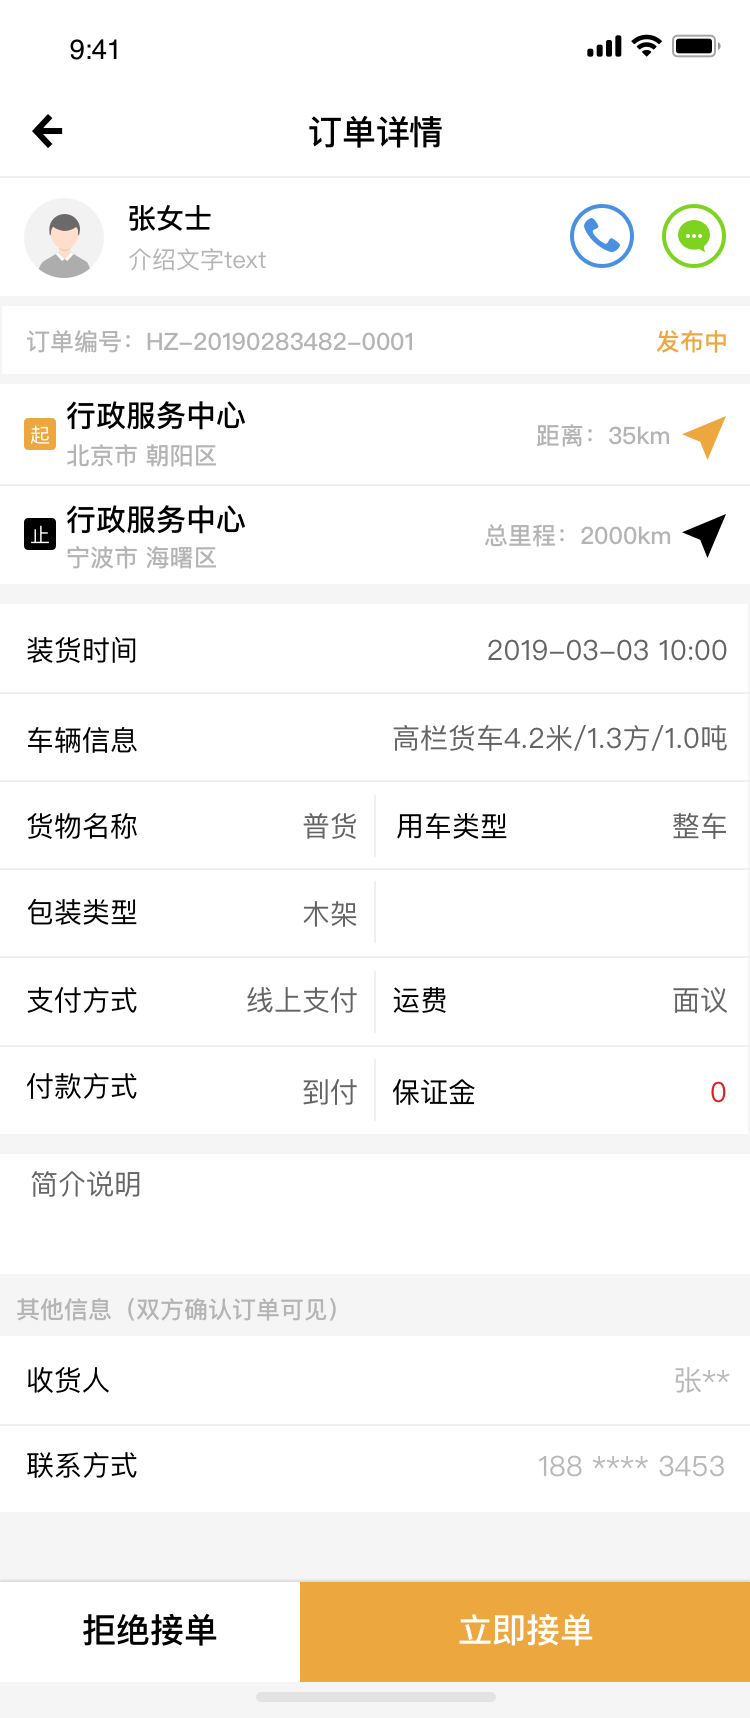 9:41
订单详情
张女士
介绍文字text
订单编号：HZ-20190283482-0001 发布中
起 行政服务中心
北京市 朝阳区
距离：35km
止 行政服务中心
宁波市 海曙区
总里程：2000km
装货时间 2019-03-03 10:00
车辆信息 高栏货车4.2米/1.3方/1.0吨
货物名称 普货 用车类型 整车
包装类型 木架
支付方式 线上支付 运费 面议
付款方式 到付 保证金 0
简介说明
其他信息（双方确认订单可见）
收货人 张**
联系方式 188 **** 3453
拒绝接单 立即接单